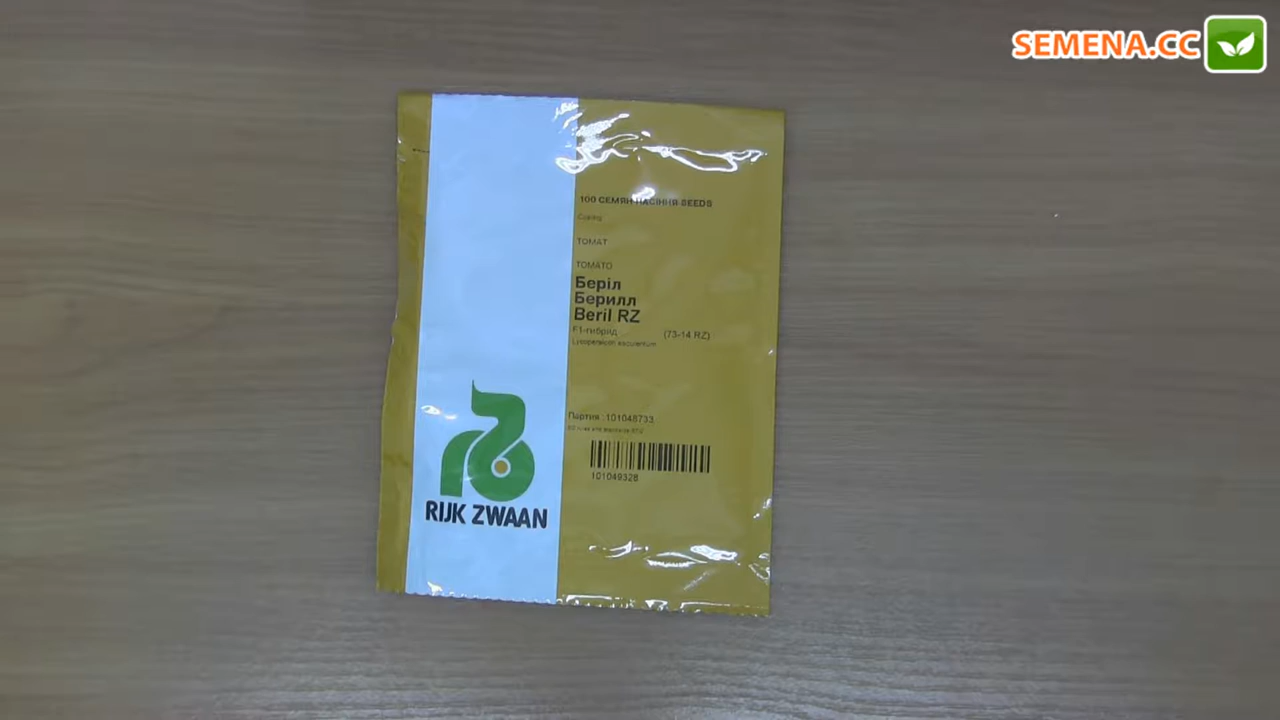 SEMENA.CC
100 СЕМЯН-НАСІННЯ-SEEDS
ТОМАТ
TOMATO
Беріл
Берилл
Beril RZ
F1-гибрид (73-14 RZ)
Lycopersicon esculentum
Партия : 101048733
101049328
RIJK ZWAAN